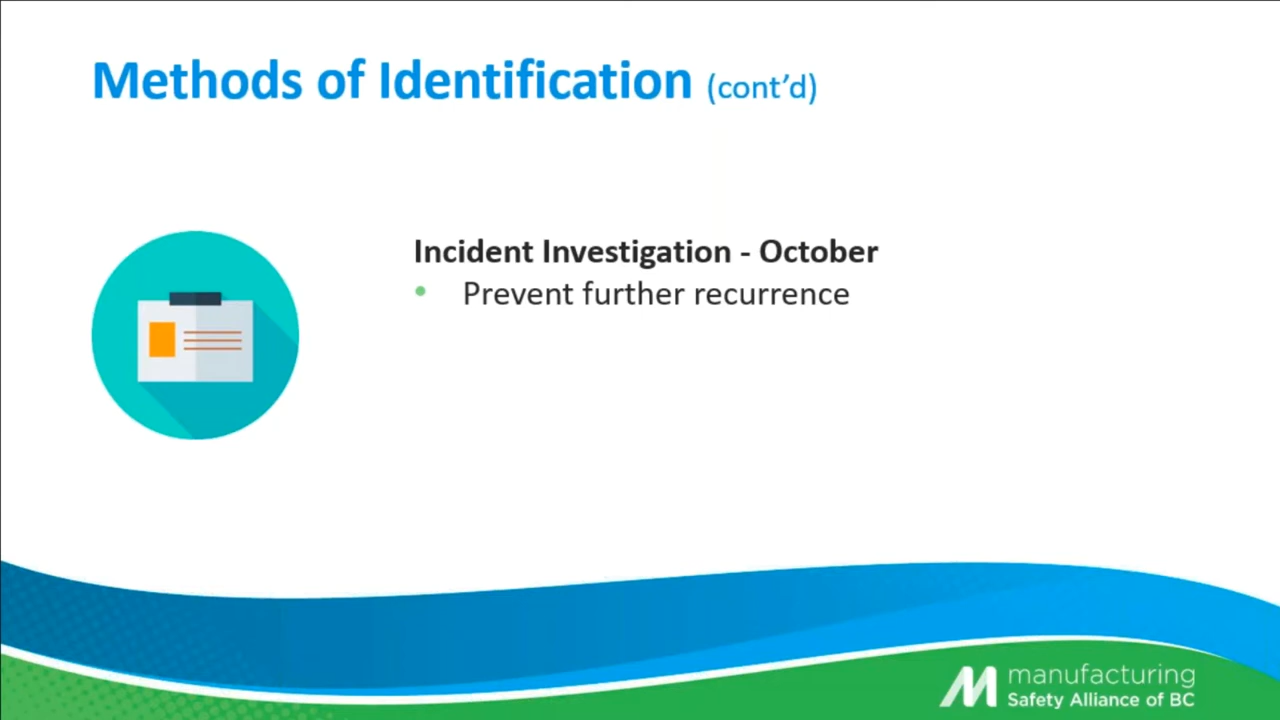 Methods of Identification (cont’d)
Incident Investigation - October
• Prevent further recurrence
manufacturing
Safety Alliance of BC